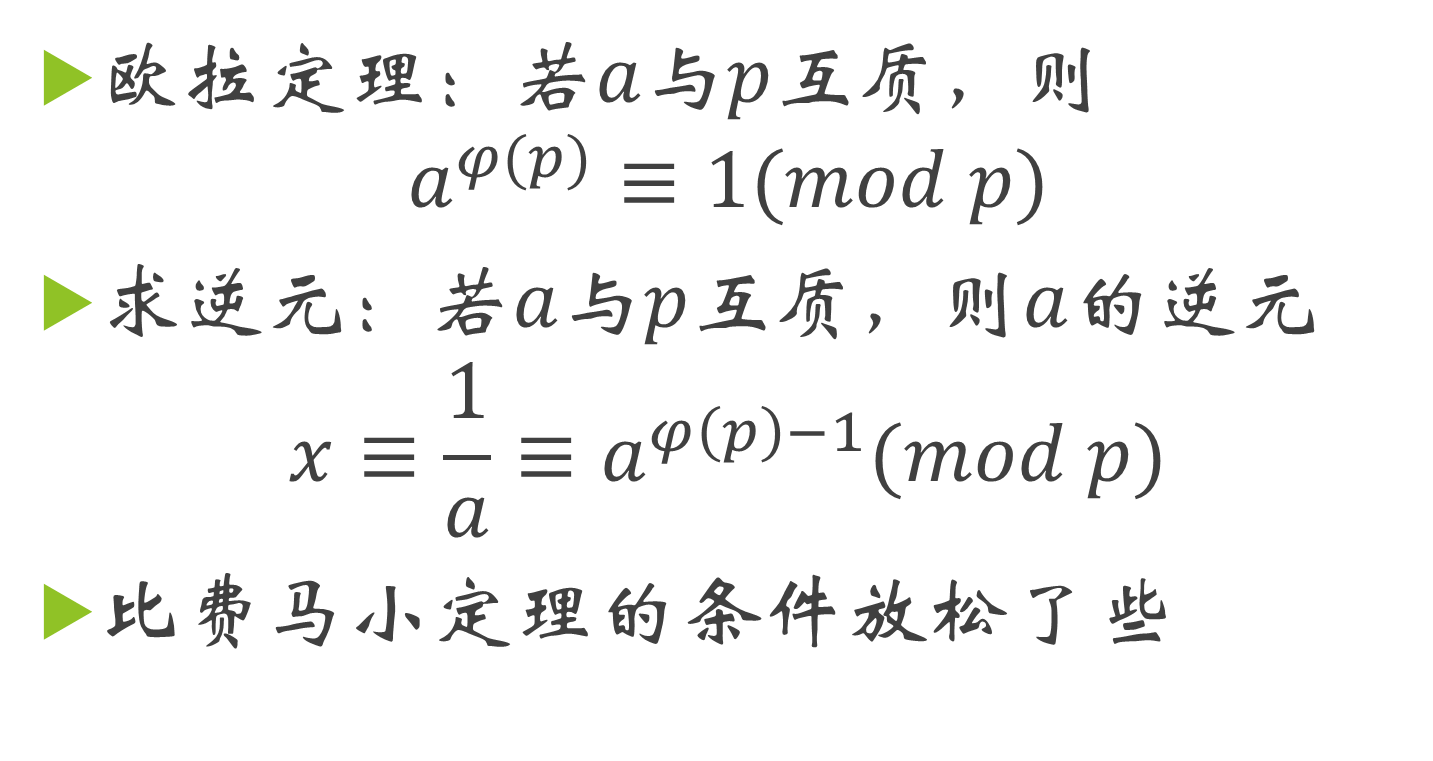 欧拉定理：若a与p互质，则
a^{φ(p)} ≡ 1(mod p)
求逆元：若a与p互质，则a的逆元
x ≡ \frac{1}{a} ≡ a^{φ(p)−1}(mod p)
比费马小定理的条件放松了些